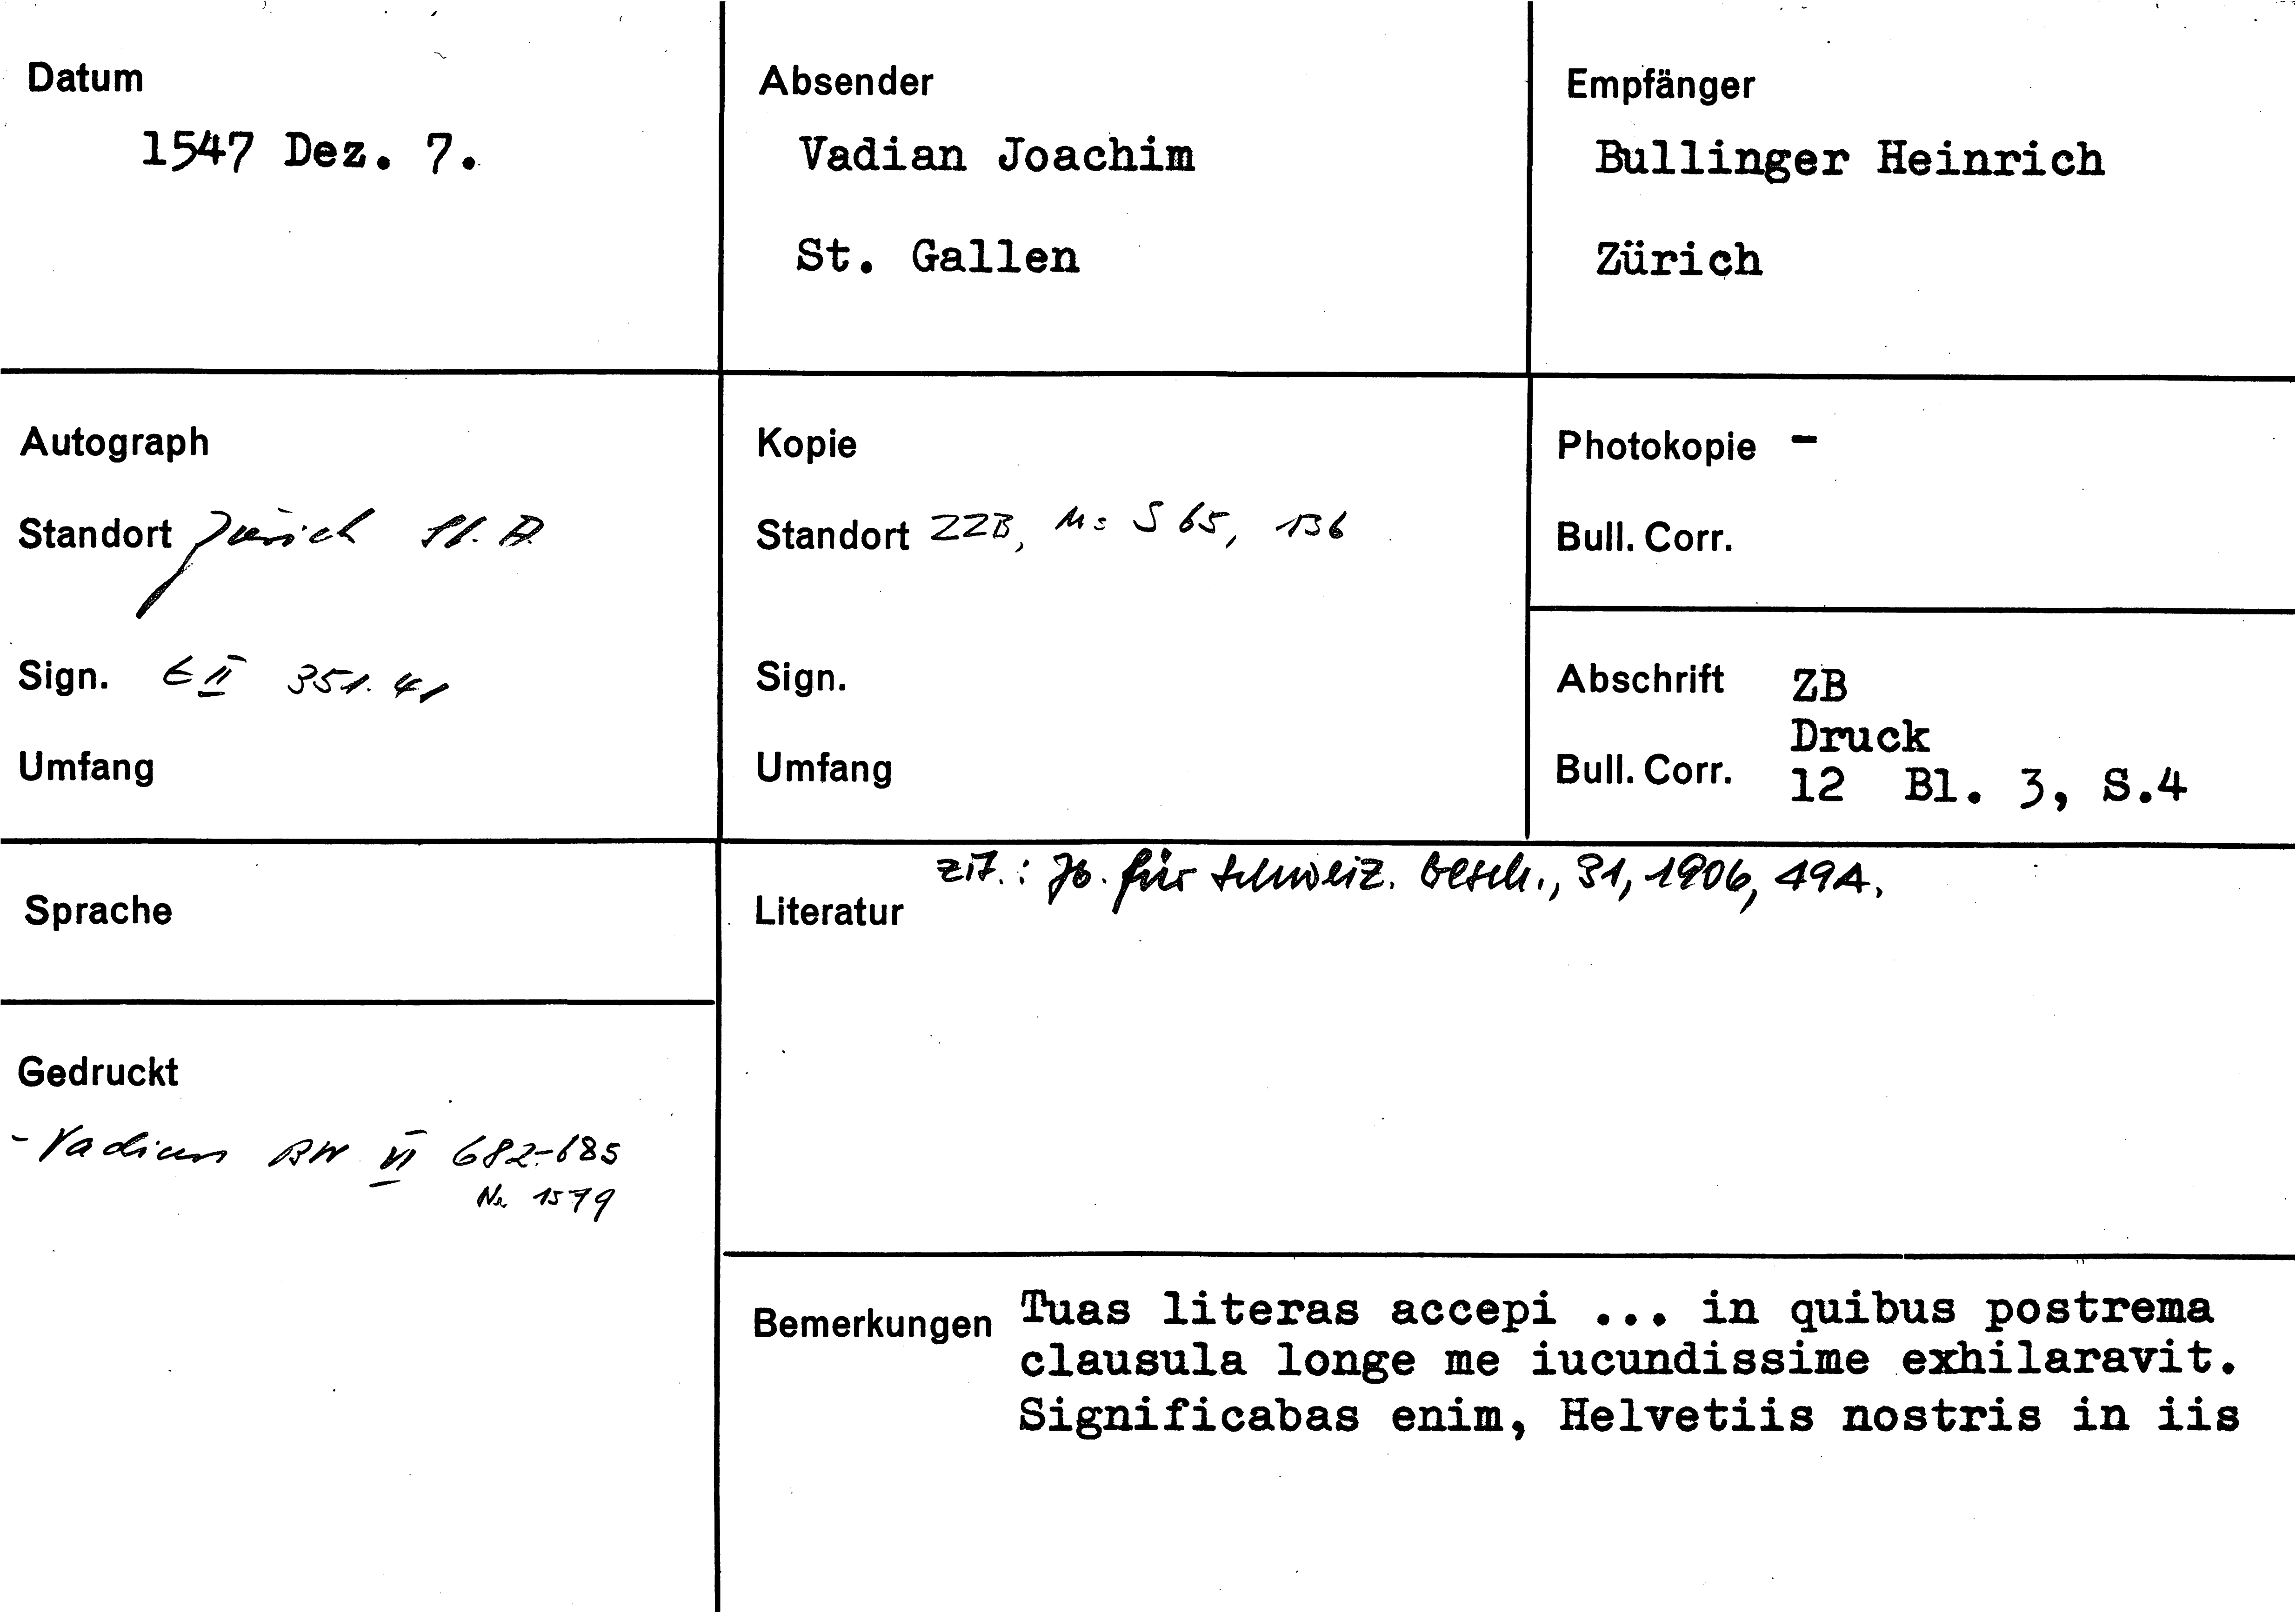 Datum
1547 Dez. 7.
Absender
Vadian Joachim
St. Gallen
Empfänger
Bullinger Heinrich
Zürich
Autograph
Standort Zürich St. A.
Sign. E II 351. 41
Umfang
Kopie
Standort ZZB, Ms S 65, 136
Sign.
Umfang
Photokopie -
Bull. Corr.
Abschrift ZB
Druck
Bull. Corr. 12 Bl. 3, S.4
Sprache
Gedruckt
- Vadian BW VI 682-685
Nr. 1579
zit.: Jb. für Schweiz. Gesch., 31, 1906, 49A.
Literatur
Bemerkungen Tuas literas accepi ... in quibus postrema
clausula longe me iucundissime exhilaravit.
Significabas enim, Helvetiis nostris in iis